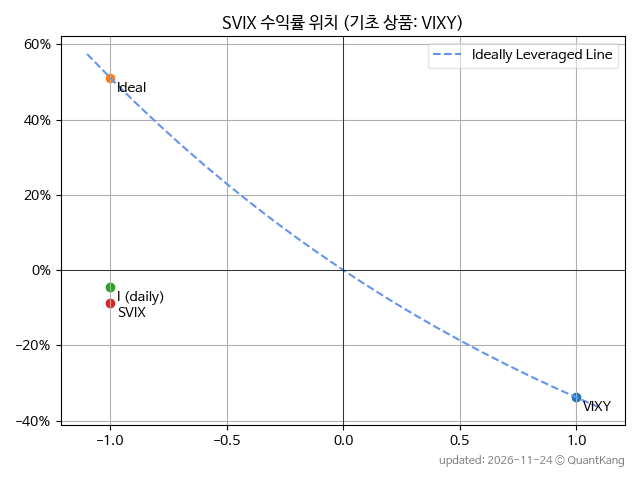 SVIX 수익률 위치 (기초 상품: VIXY)
Ideally Leveraged Line
60%
40%
20%
0%
−20%
−40%
Ideal
I (daily)
SVIX
VIXY
−1.0
−0.5
0.0
0.5
1.0
updated: 2026-11-24 © QuantKang